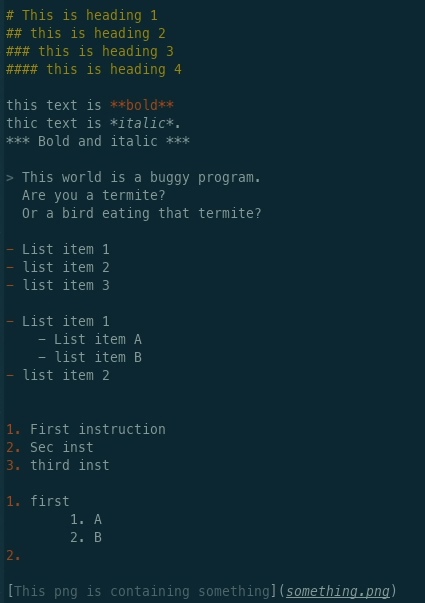 # This is heading 1
## this is heading 2
### this is heading 3
#### this is heading 4
this text is **bold**
thic text is *italic*.
*** Bold and italic ***
> This world is a buggy program.
Are you a termite?
Or a bird eating that termite?
- List item 1
- list item 2
- list item 3
- List item 1
- List item A
- list item B
- list item 2
1. First instruction
2. Sec inst
3. third inst
1. first
1. A
2. B
2.
[This png is containing something](something.png)